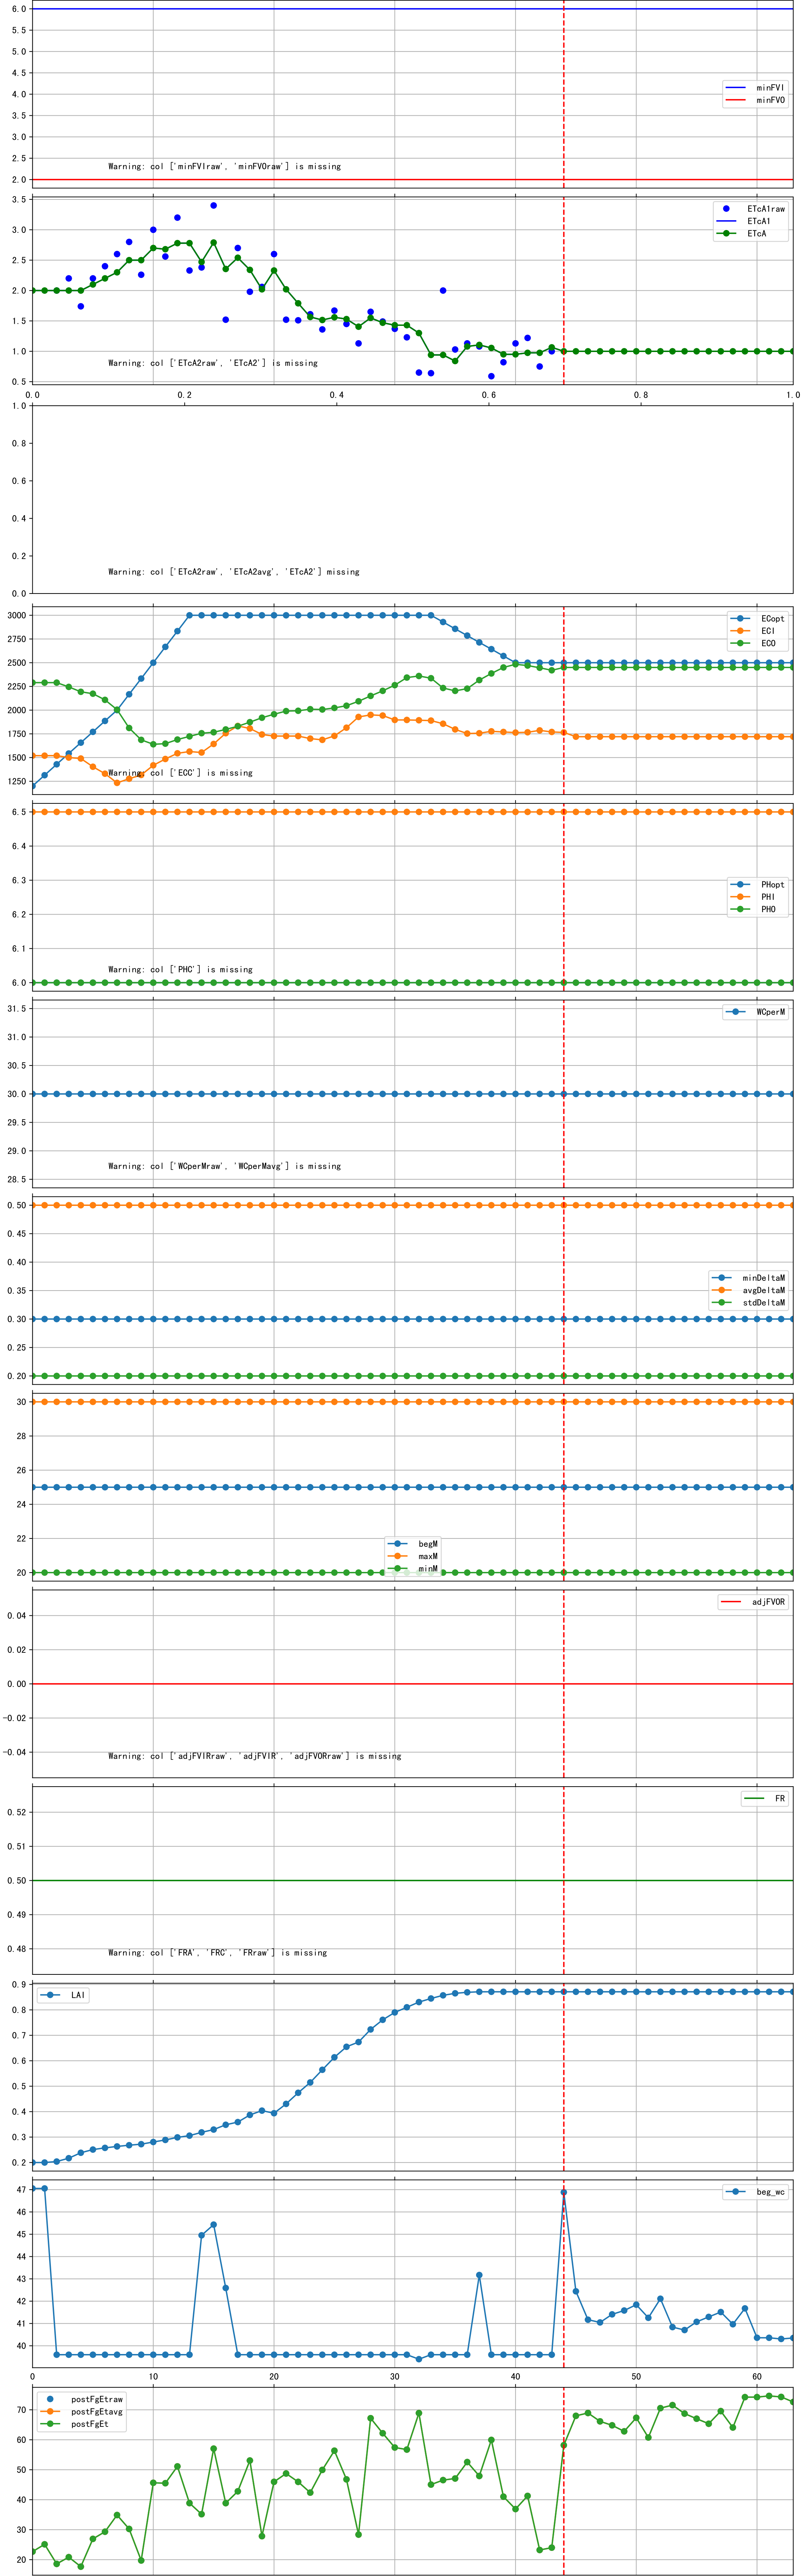 6.0
5.5
5.0
4.5
4.0
3.5
3.0
2.5
2.0
minFVI
minFVO
Warning: col ['minFVIraw', 'minFVOraw'] is missing
3.5
3.0
2.5
2.0
1.5
1.0
0.5
ETcA1raw
ETcA1
ETcA
Warning: col ['ETcA2raw', 'ETcA2'] is missing
0.0 0.2 0.4 0.6 0.8 1.0
1.0
0.8
0.6
0.4
0.2
0.0
Warning: col ['ETcA2raw', 'ETcA2avg', 'ETcA2'] missing
3000
2750
2500
2250
2000
1750
1500
1250
ECopt
ECI
ECO
Warning: col ['ECC'] is missing
6.5
6.4
6.3
6.2
6.1
6.0
PHopt
PHI
PHO
Warning: col ['PHC'] is missing
31.5
31.0
30.5
30.0
29.5
29.0
28.5
WCperM
Warning: col ['WCperMraw', 'WCperMavg'] is missing
0.50
0.45
0.40
0.35
0.30
0.25
0.20
minDeltaM
avgDeltaM
stdDeltaM
30
28
26
24
22
20
begM
maxM
minM
0.04
0.02
0.00
−0.02
−0.04
adjFVOR
Warning: col ['adjFVIRraw', 'adjFVIR', 'adjFVORraw'] is missing
0.52
0.51
0.50
0.49
0.48
FR
Warning: col ['FRA', 'FRC', 'FRraw'] is missing
0.9
0.8
0.7
0.6
0.5
0.4
0.3
0.2
LAI
47
46
45
44
43
42
41
40
beg_wc
0 10 20 30 40 50 60
70
60
50
40
30
20
postFgEtraw
postFgEtavg
postFgEt